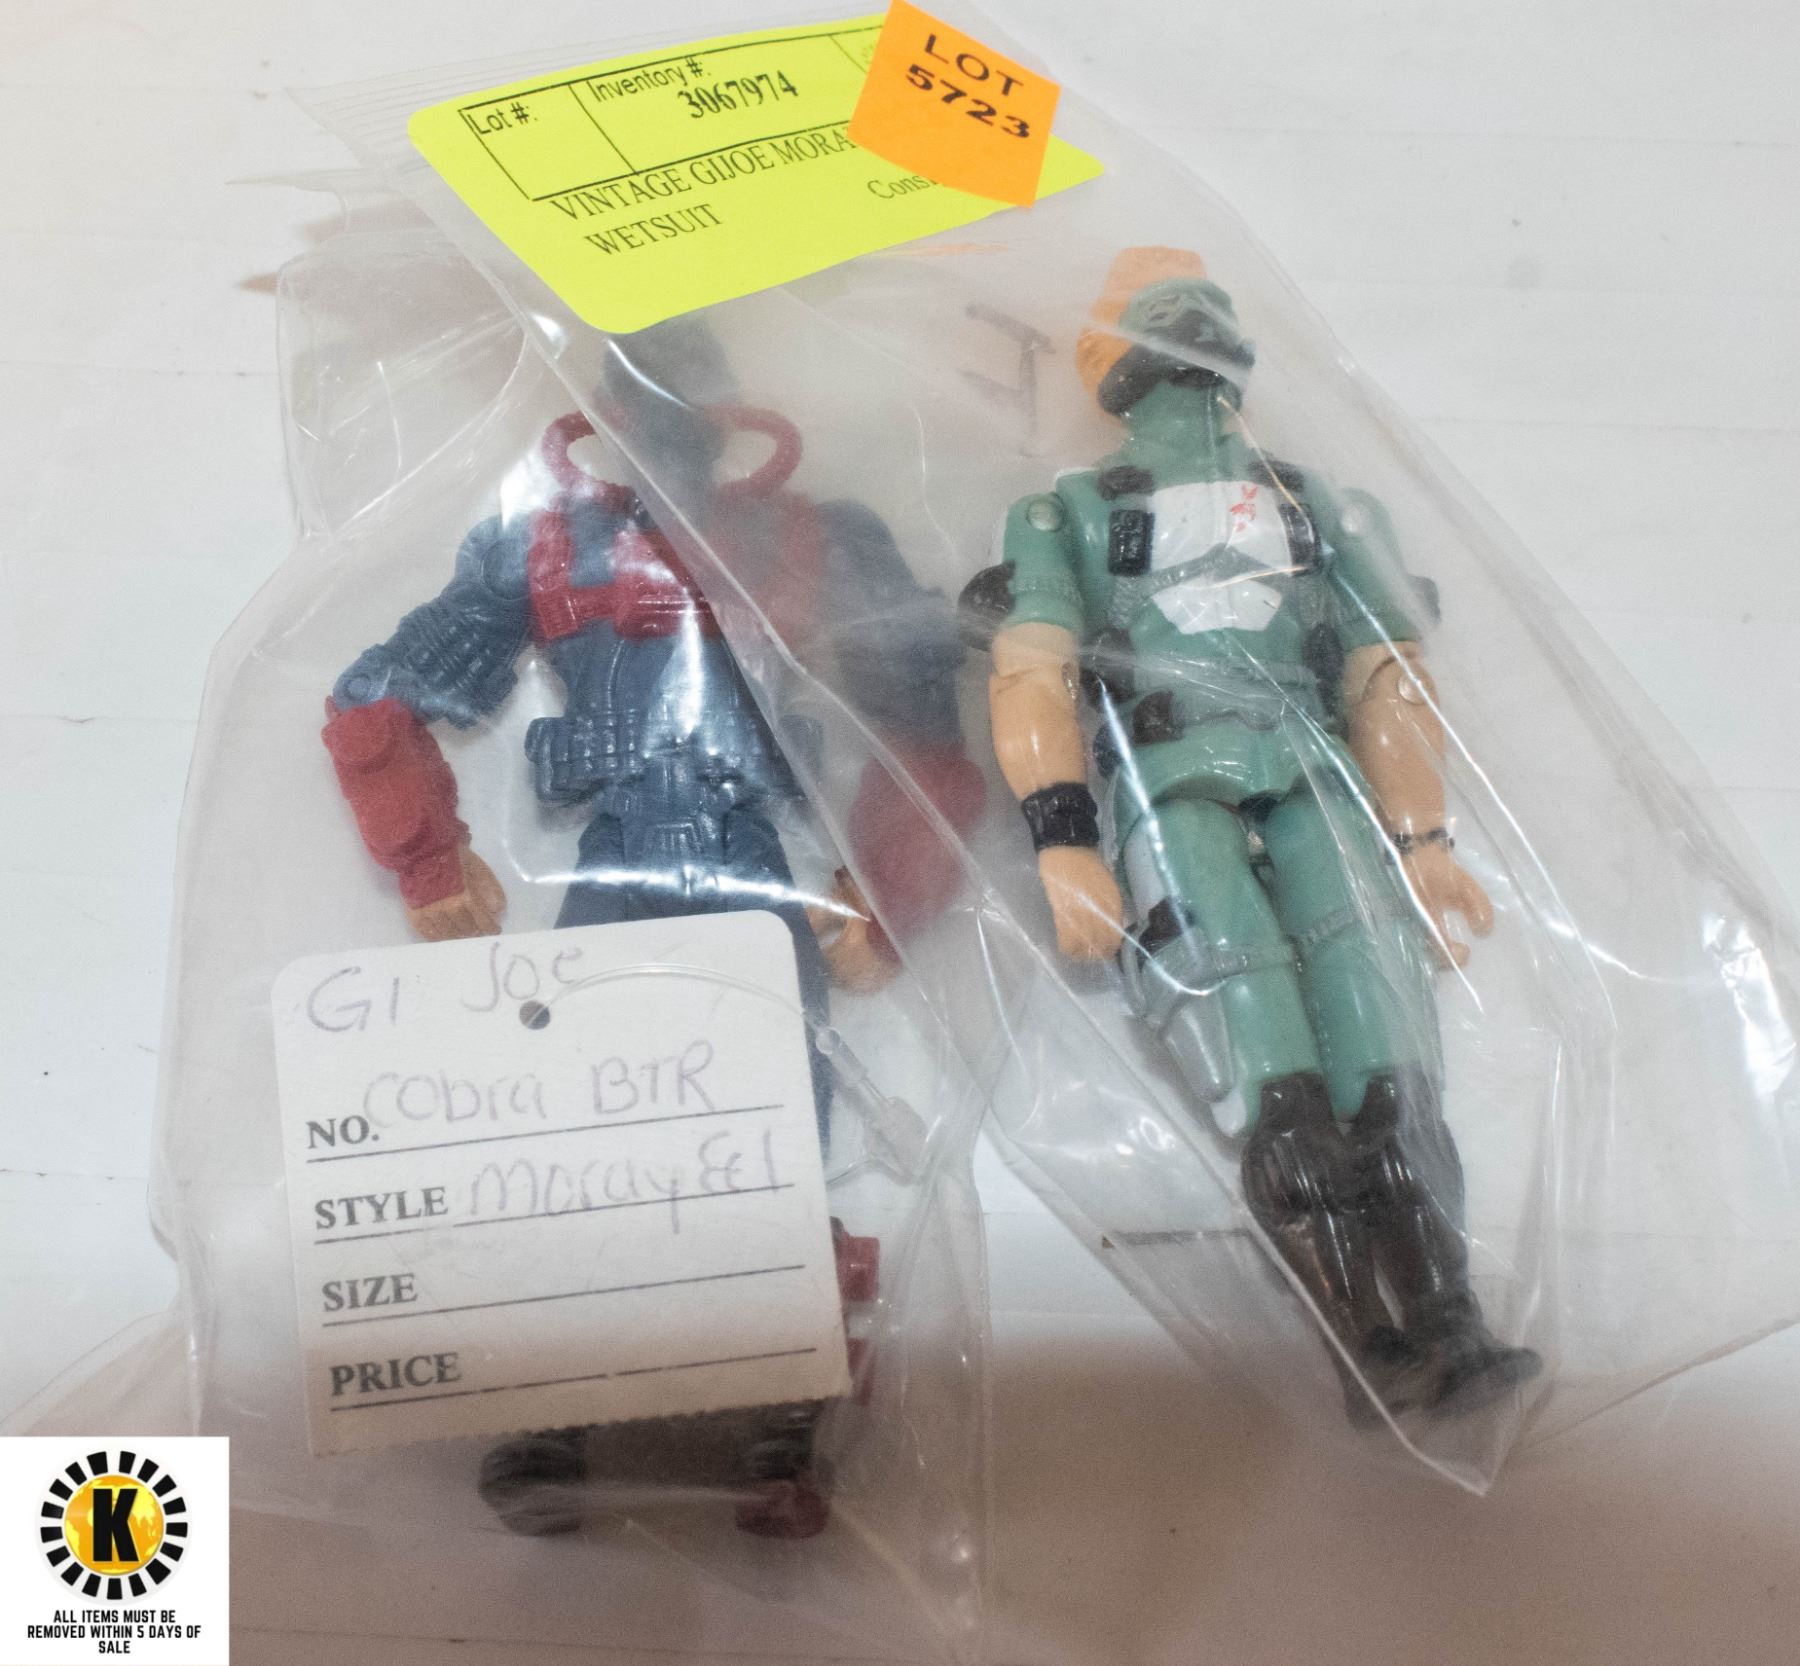 LOT
5723
Lot #:
Inventory #:
3067974
VINTAGE GIJOE MORA
WETSUIT
GI Joe
Cobra BTR
NO.
STYLE Moray Eel
SIZE
PRICE
K
ALL ITEMS MUST BE
REMOVED WITHIN 5 DAYS OF
SALE